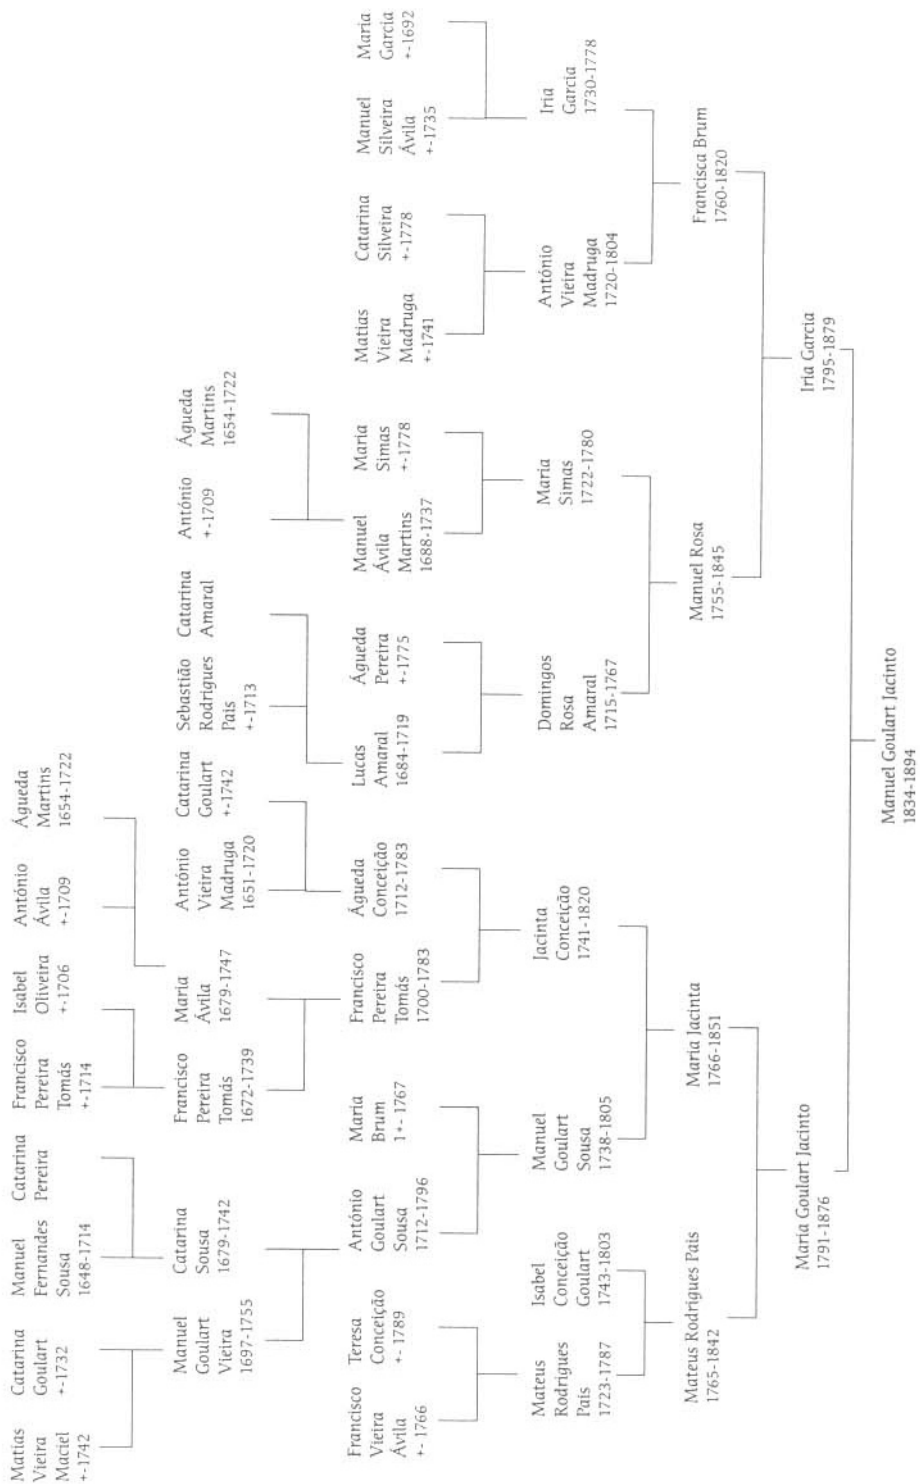 Matias
Vieira
Maciel
+-1742
Catarina
Goulart
+-1732
Manuel
Fernandes
Sousa
1648-1714
Catarina
Pereira
Francisco
Pereira
Tomás
+-1714
Isabel
Oliveira
+-1706
António
Ávila
+-1709
Águeda
Martins
1654-1722
Manuel
Goulart
Vieira
1697-1755
Catarina
Sousa
1679-1742
Francisco
Pereira
Tomás
1672-1739
Maria
Ávila
1679-1747
António
Vieira
Madruga
1651-1720
Catarina
Goulart
+-1742
Sebastião
Rodrigues
Pais
+-1713
Catarina
Amaral
António
+-1709
Águeda
Martins
1654-1722
Francisco
Vieira
Ávila
+- 1766
Teresa
Conceição
+- 1789
António
Goulart
Sousa
1712-1796
Maria
Brum
1+- 1767
Francisco
Pereira
Tomás
1700-1783
Águeda
Conceição
1712-1783
Lucas
Amaral
1684-1719
Águeda
Pereira
+-1775
Manuel
Ávila
Martins
1688-1737
Maria
Simas
+-1778
Matias
Vieira
Madruga
+-1741
Catarina
Silveira
+-1778
Manuel
Silveira
Ávila
+-1735
Maria
Garcia
+-1692
Mateus
Rodrigues
Pais
1723-1787
Isabel
Conceição
Goulart
1743-1803
Manuel
Goulart
Sousa
1738-1805
Jacinta
Conceição
1741-1820
Domingos
Rosa
Amaral
1715-1767
Maria
Simas
1722-1780
António
Vieira
Madruga
1720-1804
Iria
Garcia
1730-1778
Mateus Rodrigues Pais
1765-1842
Maria Jacinta
1766-1851
Manuel Rosa
1755-1845
Francisca Brum
1760-1820
Maria Goulart Jacinto
1791-1876
Iria Garcia
1795-1879
Manuel Goulart Jacinto
1834-1894